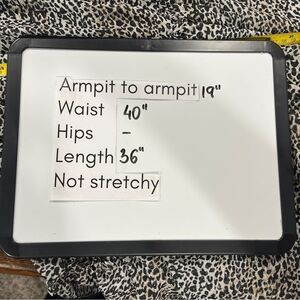 Armpit to armpit 19"
Waist 40"
Hips -
Length 36"
Not stretchy